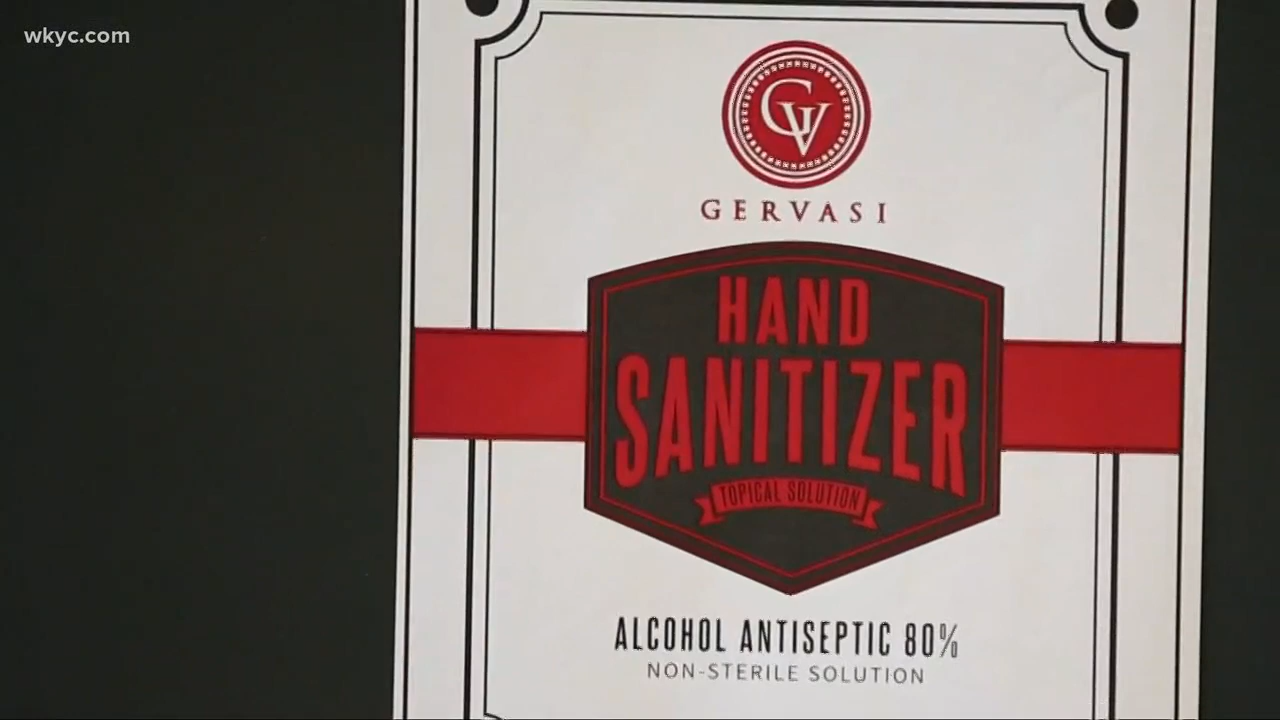 wkyc.com
GV
GERVASI
HAND
SANITIZER
TOPICAL SOLUTION
ALCOHOL ANTISEPTIC 80%
NON-STERILE SOLUTION